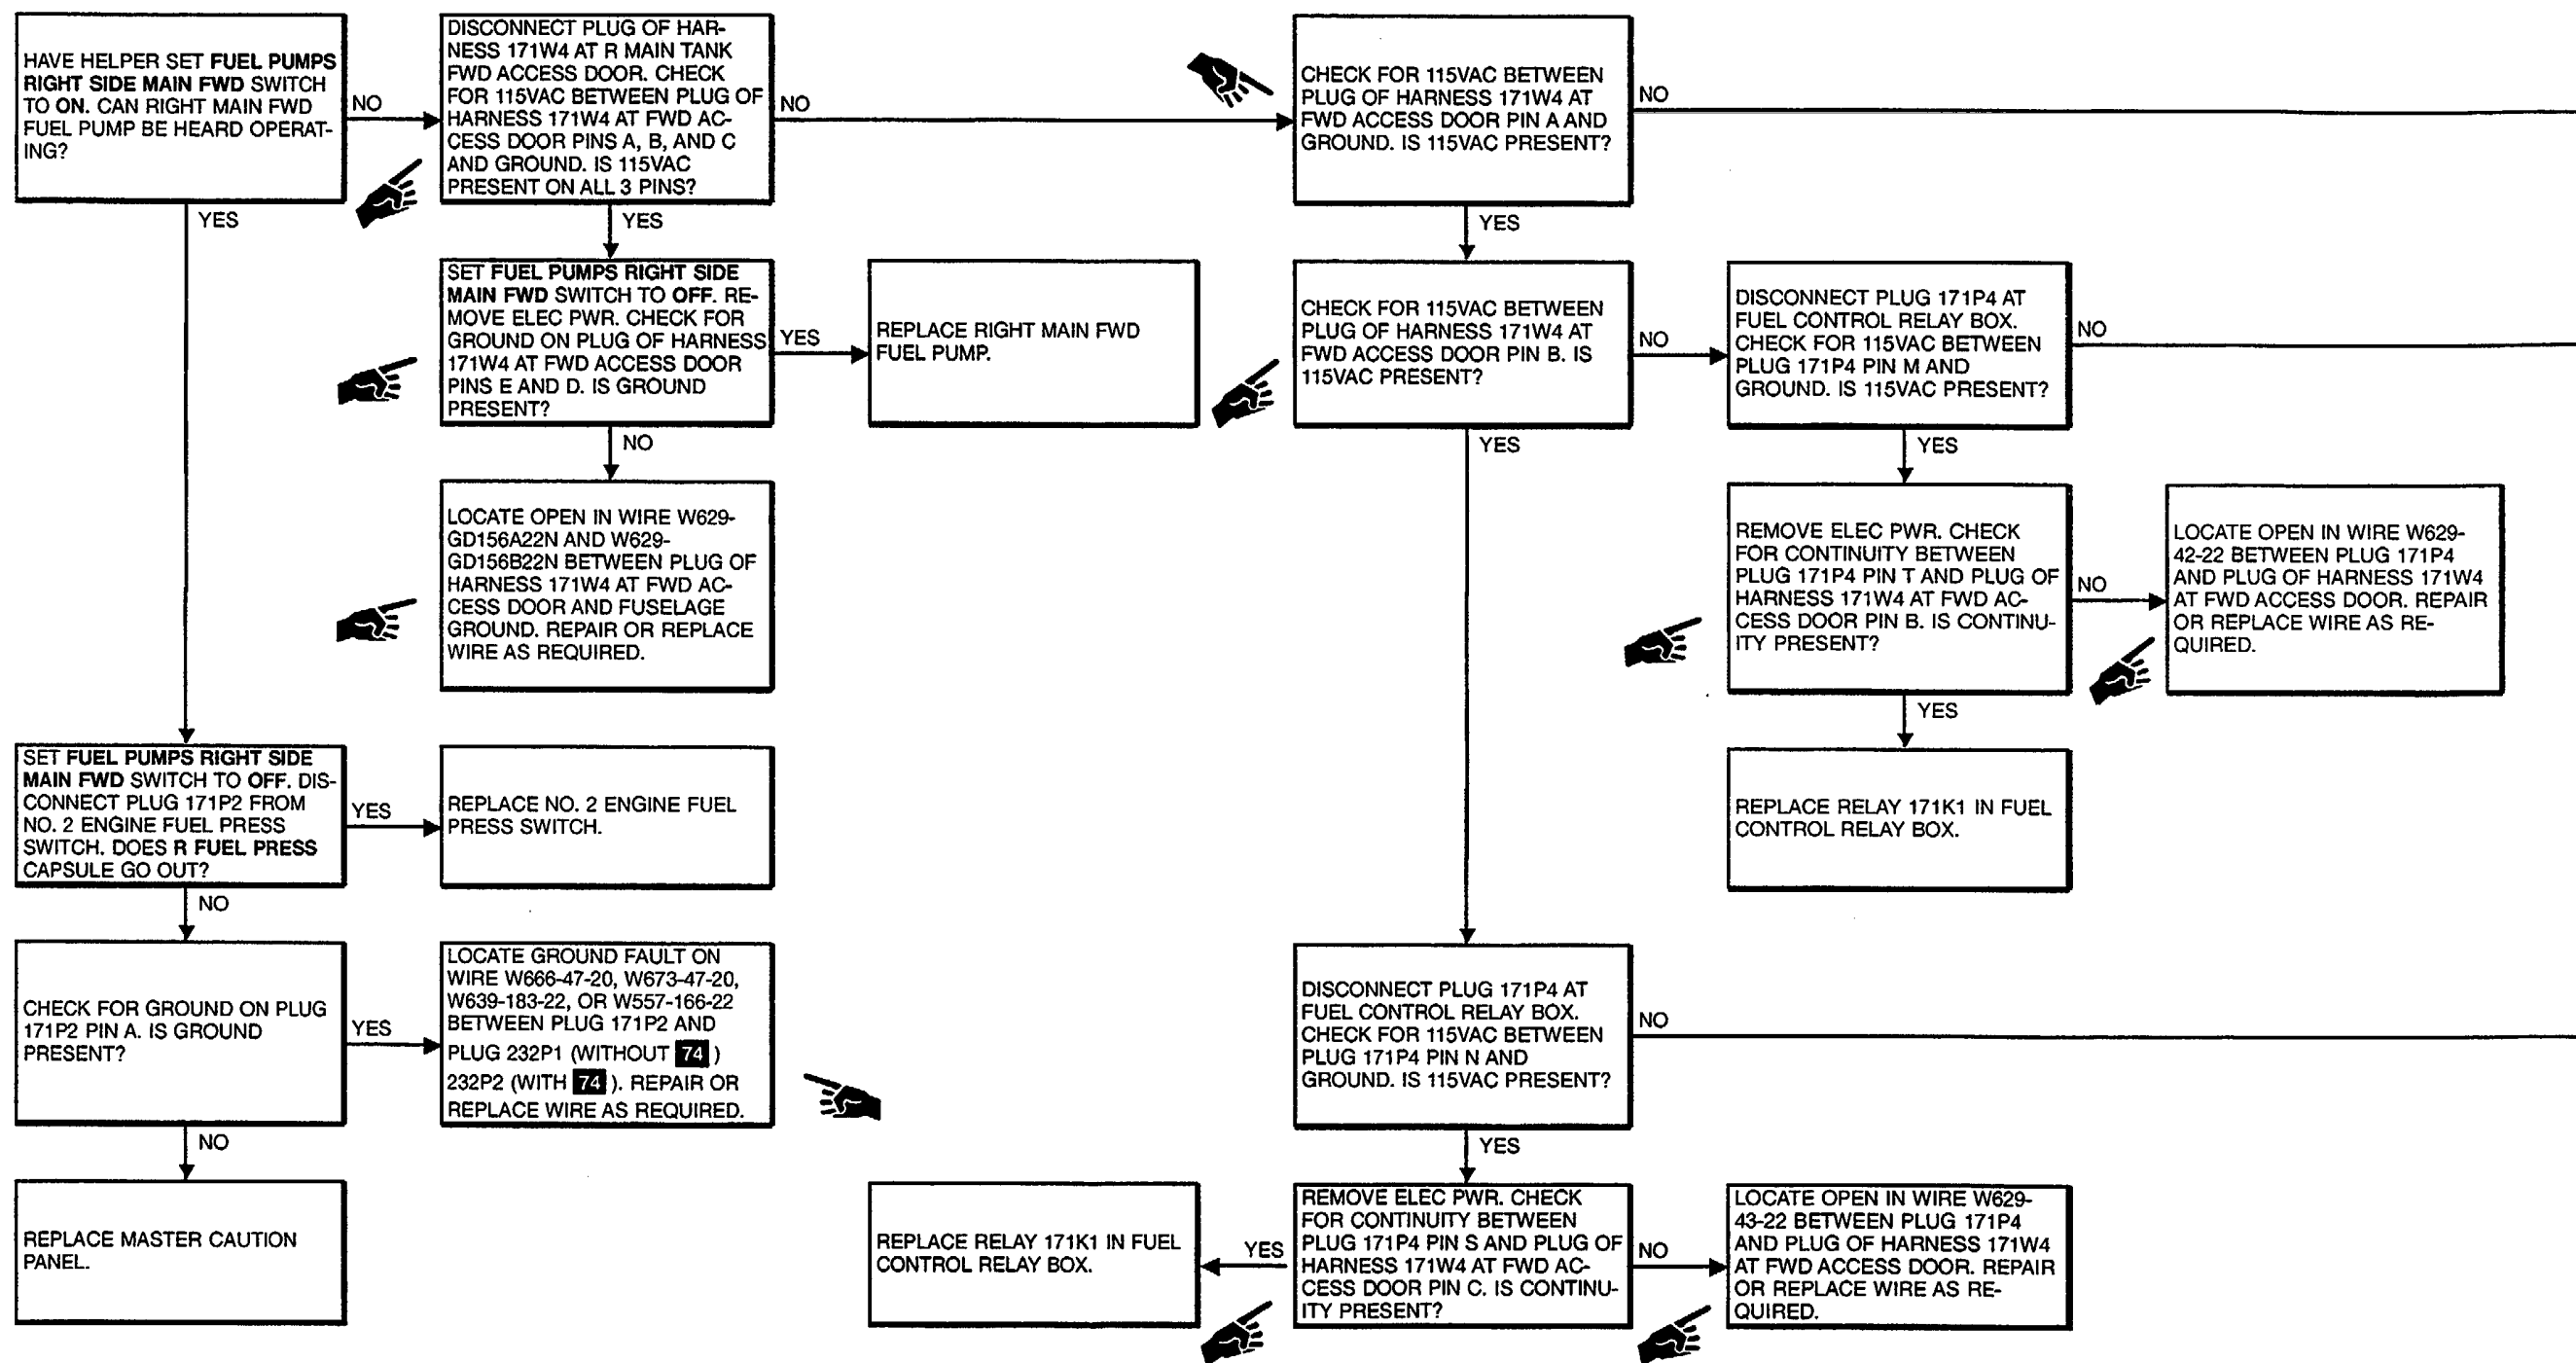 HAVE HELPER SET FUEL PUMPS
RIGHT SIDE MAIN FWD SWITCH
TO ON. CAN RIGHT MAIN FWD
FUEL PUMP BE HEARD OPERAT-
ING?
NO
YES
DISCONNECT PLUG OF HAR-
NESS 171W4 AT R MAIN TANK
FWD ACCESS DOOR. CHECK
FOR 115VAC BETWEEN PLUG OF
HARNESS 171W4 AT FWD AC-
CESS DOOR PINS A, B, AND C
AND GROUND. IS 115VAC
PRESENT ON ALL 3 PINS?
NO
YES
CHECK FOR 115VAC BETWEEN
PLUG OF HARNESS 171W4 AT
FWD ACCESS DOOR PIN A AND
GROUND. IS 115VAC PRESENT?
NO
YES
SET FUEL PUMPS RIGHT SIDE
MAIN FWD SWITCH TO OFF. RE-
MOVE ELEC PWR. CHECK FOR
GROUND ON PLUG OF HARNESS
171W4 AT FWD ACCESS DOOR
PINS E AND D. IS GROUND
PRESENT?
YES
NO
REPLACE RIGHT MAIN FWD
FUEL PUMP.
CHECK FOR 115VAC BETWEEN
PLUG OF HARNESS 171W4 AT
FWD ACCESS DOOR PIN B. IS
115VAC PRESENT?
NO
YES
DISCONNECT PLUG 171P4 AT
FUEL CONTROL RELAY BOX.
CHECK FOR 115VAC BETWEEN
PLUG 171P4 PIN M AND
GROUND. IS 115VAC PRESENT?
NO
YES
LOCATE OPEN IN WIRE W629-
GD156A22N AND W629-
GD156B22N BETWEEN PLUG OF
HARNESS 171W4 AT FWD AC-
CESS DOOR AND FUSELAGE
GROUND. REPAIR OR REPLACE
WIRE AS REQUIRED.
REMOVE ELEC PWR. CHECK
FOR CONTINUITY BETWEEN
PLUG 171P4 PIN T AND PLUG OF
HARNESS 171W4 AT FWD AC-
CESS DOOR PIN B. IS CONTINU-
ITY PRESENT?
NO
YES
LOCATE OPEN IN WIRE W629-
42-22 BETWEEN PLUG 171P4
AND PLUG OF HARNESS 171W4
AT FWD ACCESS DOOR. REPAIR
OR REPLACE WIRE AS RE-
QUIRED.
SET FUEL PUMPS RIGHT SIDE
MAIN FWD SWITCH TO OFF. DIS-
CONNECT PLUG 171P2 FROM
NO. 2 ENGINE FUEL PRESS
SWITCH. DOES R FUEL PRESS
CAPSULE GO OUT?
YES
NO
REPLACE NO. 2 ENGINE FUEL
PRESS SWITCH.
REPLACE RELAY 171K1 IN FUEL
CONTROL RELAY BOX.
CHECK FOR GROUND ON PLUG
171P2 PIN A. IS GROUND
PRESENT?
YES
NO
LOCATE GROUND FAULT ON
WIRE W666-47-20, W673-47-20,
W639-183-22, OR W557-166-22
BETWEEN PLUG 171P2 AND
PLUG 232P1 (WITHOUT 74 )
232P2 (WITH 74 ). REPAIR OR
REPLACE WIRE AS REQUIRED.
DISCONNECT PLUG 171P4 AT
FUEL CONTROL RELAY BOX.
CHECK FOR 115VAC BETWEEN
PLUG 171P4 PIN N AND
GROUND. IS 115VAC PRESENT?
NO
YES
REPLACE MASTER CAUTION
PANEL.
REPLACE RELAY 171K1 IN FUEL
CONTROL RELAY BOX.
YES
REMOVE ELEC PWR. CHECK
FOR CONTINUITY BETWEEN
PLUG 171P4 PIN S AND PLUG OF
HARNESS 171W4 AT FWD AC-
CESS DOOR PIN C. IS CONTINU-
ITY PRESENT?
NO
LOCATE OPEN IN WIRE W629-
43-22 BETWEEN PLUG 171P4
AND PLUG OF HARNESS 171W4
AT FWD ACCESS DOOR. REPAIR
OR REPLACE WIRE AS RE-
QUIRED.